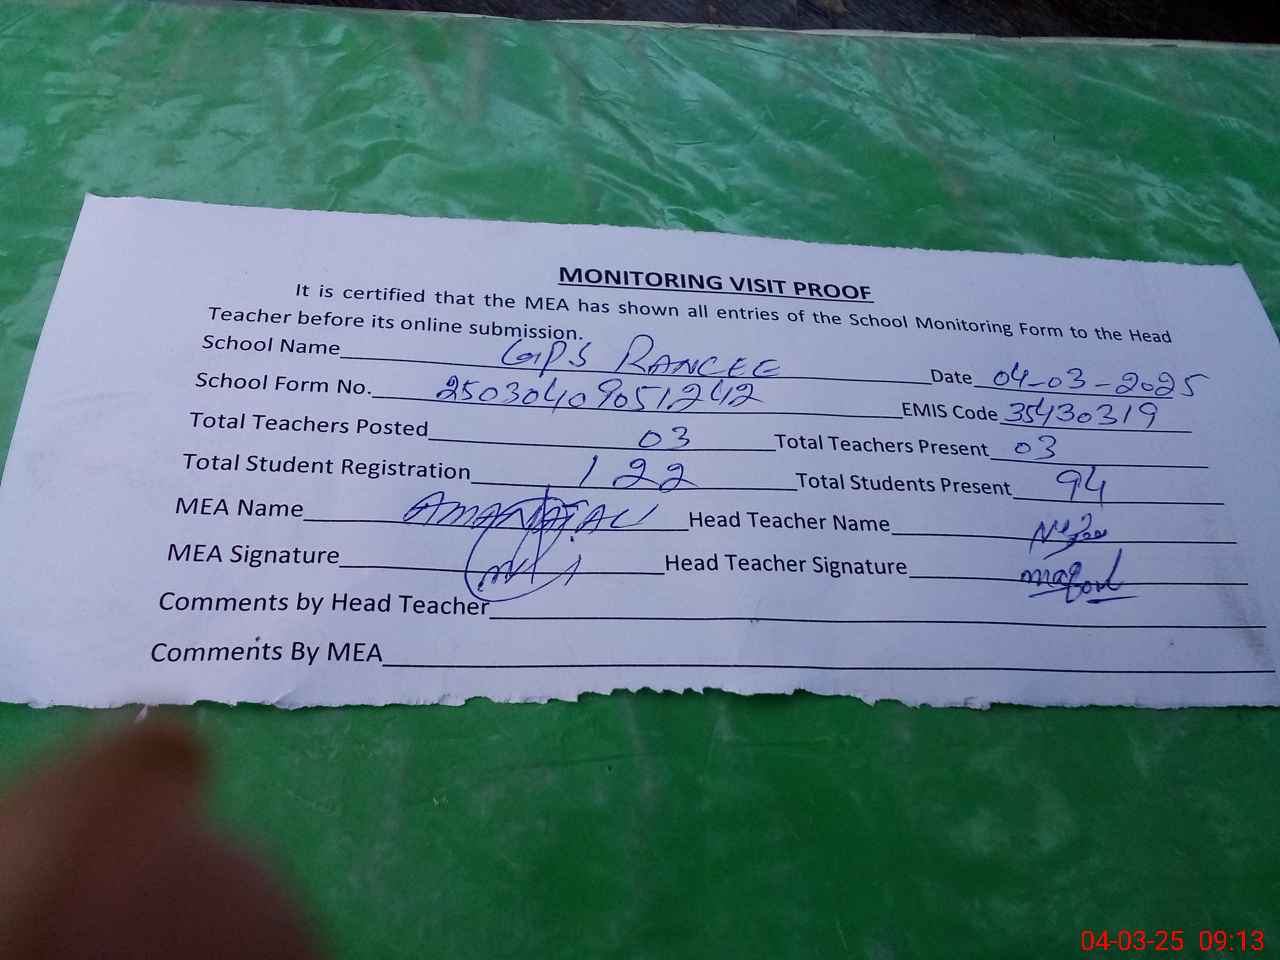 MONITORING VISIT PROOF
It is certified that the MEA has shown all entries of the School Monitoring Form to the Head
Teacher before its online submission.
School Name GPS RANCEE Date 04-03-2025
School Form No. 25030409051242 EMIS Code 35430319
Total Teachers Posted 03 Total Teachers Present 03
Total Student Registration 122 Total Students Present 94
MEA Name Head Teacher Name
MEA Signature Head Teacher Signature
Comments by Head Teacher
Comments By MEA
04-03-25 09:13